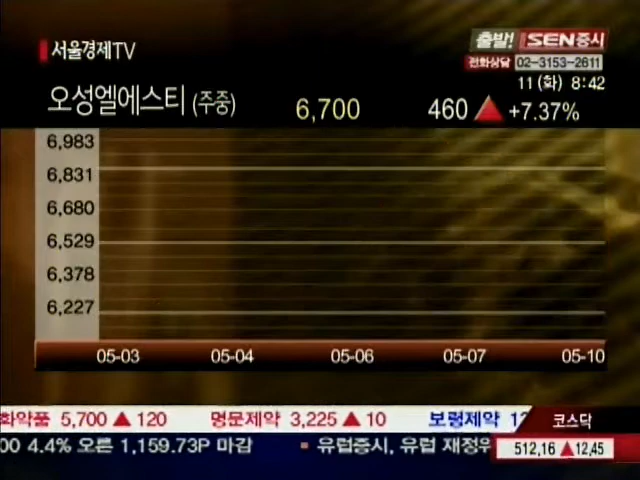 서울경제TV
출발! SEN증시
전화상담 02-3153-2611
11 (화) 8:42
오성엘에스티 (주중) 6,700 460 ▲ +7.37%
6,983
6,831
6,680
6,529
6,378
6,227
05-03 05-04 05-06 05-07 05-10
화약품 5,700 ▲ 120 명문제약 3,225 ▲ 10 보령제약
코스닥
00 4.4% 오른 1,159.73P 마감 ▪ 유럽증시, 유럽 재정
512,16 ▲12,45